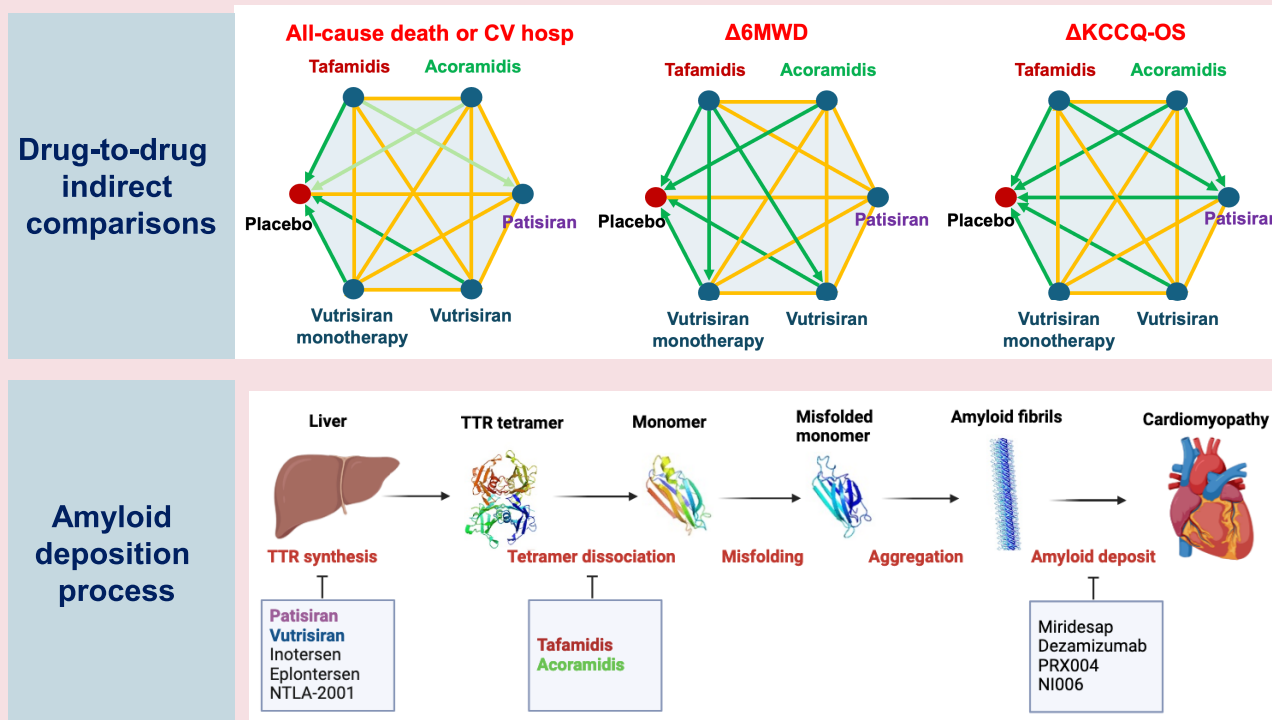 Drug-to-drug
indirect
comparisons
All-cause death or CV hosp
Tafamidis
Acoramidis
Placebo
Patisiran
Vutrisiran
monotherapy
Vutrisiran
Δ6MWD
Tafamidis
Acoramidis
Placebo
Patisiran
Vutrisiran
monotherapy
Vutrisiran
ΔKCCQ-OS
Tafamidis
Acoramidis
Placebo
Patisiran
Vutrisiran
monotherapy
Vutrisiran
Amyloid
deposition
process
Liver
TTR tetramer
Monomer
Misfolded
monomer
Amyloid fibrils
Cardiomyopathy
TTR synthesis
Tetramer dissociation
Misfolding
Aggregation
Amyloid deposit
Patisiran
Vutrisiran
Inotersen
Eplontersen
NTLA-2001
Tafamidis
Acoramidis
Miridesap
Dezamizumab
PRX004
NI006